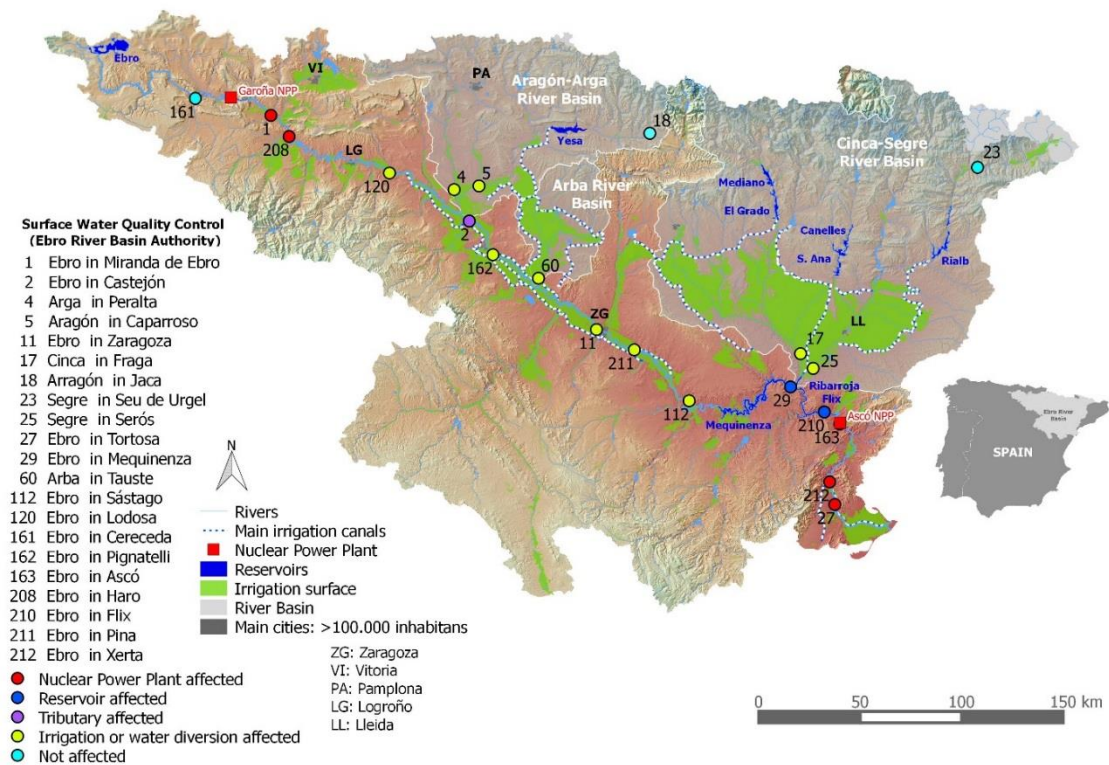 Ebro
VI
Garoña NPP
161
1
208
LG
120
PA
Aragón-Arga
River Basin
Yesa
18
4
5
Arba River
Basin
2
162
60
ZG
11
211
112
Cinca-Segre
River Basin
23
Mediano
El Grado
Canelles
S. Ana
Rialb
LL
17
25
29
Ribarroja
Flix
Mequinenza
210
Ascó NPP
163
212
27
Ebro River
Basin
SPAIN
Surface Water Quality Control
(Ebro River Basin Authority)
1 Ebro in Miranda de Ebro
2 Ebro in Castejón
4 Arga in Peralta
5 Aragón in Caparroso
11 Ebro in Zaragoza
17 Cinca in Fraga
18 Arragón in Jaca
23 Segre in Seu de Urgel
25 Segre in Serós
27 Ebro in Tortosa
29 Ebro in Mequinenza
60 Arba in Tauste
112 Ebro in Sástago
120 Ebro in Lodosa
161 Ebro in Cereceda
162 Ebro in Pignatelli
163 Ebro in Ascó
208 Ebro in Haro
210 Ebro in Flix
211 Ebro in Pina
212 Ebro in Xerta
Nuclear Power Plant affected
Reservoir affected
Tributary affected
Irrigation or water diversion affected
Not affected
N
Rivers
Main irrigation canals
Nuclear Power Plant
Reservoirs
Irrigation surface
River Basin
Main cities: >100.000 inhabitans
ZG: Zaragoza
VI: Vitoria
PA: Pamplona
LG: Logroño
LL: Lleida
0 50 100 150 km